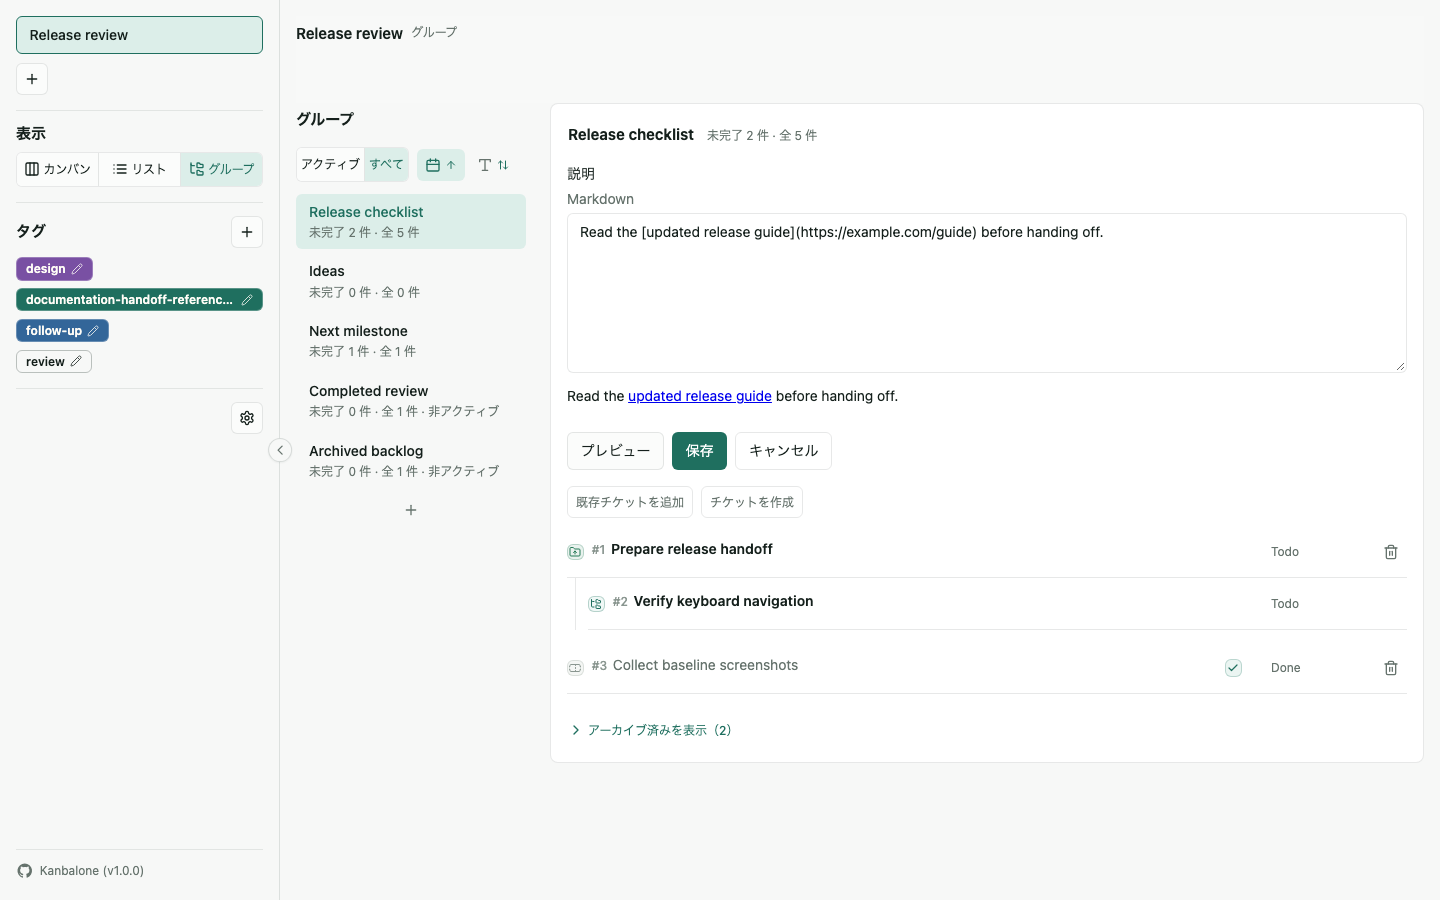 Release review
表示
カンバン
リスト
グループ
タグ
design
documentation-handoff-referenc...
follow-up
review
Kanbalone (v1.0.0)
Release review グループ
グループ
アクティブ すべて
Release checklist
未完了 2 件 · 全 5 件
Ideas
未完了 0 件 · 全 0 件
Next milestone
未完了 1 件 · 全 1 件
Completed review
未完了 0 件 · 全 1 件 · 非アクティブ
Archived backlog
未完了 0 件 · 全 1 件 · 非アクティブ
Release checklist 未完了 2 件 · 全 5 件
説明
Markdown
Read the [updated release guide](https://example.com/guide) before handing off.
Read the updated release guide before handing off.
プレビュー 保存 キャンセル
既存チケットを追加 チケットを作成
#1 Prepare release handoff Todo
#2 Verify keyboard navigation Todo
#3 Collect baseline screenshots Done
アーカイブ済みを表示（2）